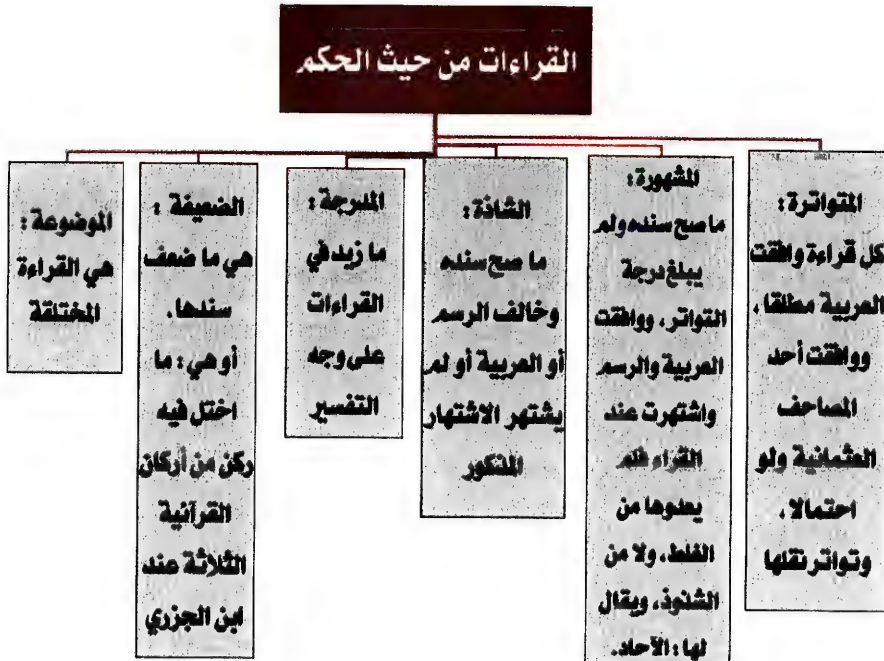 القراءات من حيث الحكم
المتواترة :
كل قراءة وافقت
العربية مطلقا ،
ووافقت أحد
المصاحف
العثمانية ولو
احتمالا ،
وتواتر نقلها
المشهورة :
ما صح سنده ولم
يبلغ درجة
التواتر ، ووافقت
العربية والرسم
واشتهرت عند
القراء فلم
يعدوها من
الغلط ، ولا من
الشذوذ ، ويقال
لها : الآحاد .
الشاذة :
ما صح سنده
وخالف الرسم
أو العربية أو لم
يشتهر الاشتهار
المذكور
المدرجة :
ما زيد في
القراءات
على وجه
التفسير
الضعيفة :
هي ما ضعف
سندها .
أو هي : ما
اختل فيه
ركن من أركان
القرآنية
الثلاثة عند
ابن الجزري
الموضوعة :
هي القراءة
المختلقة